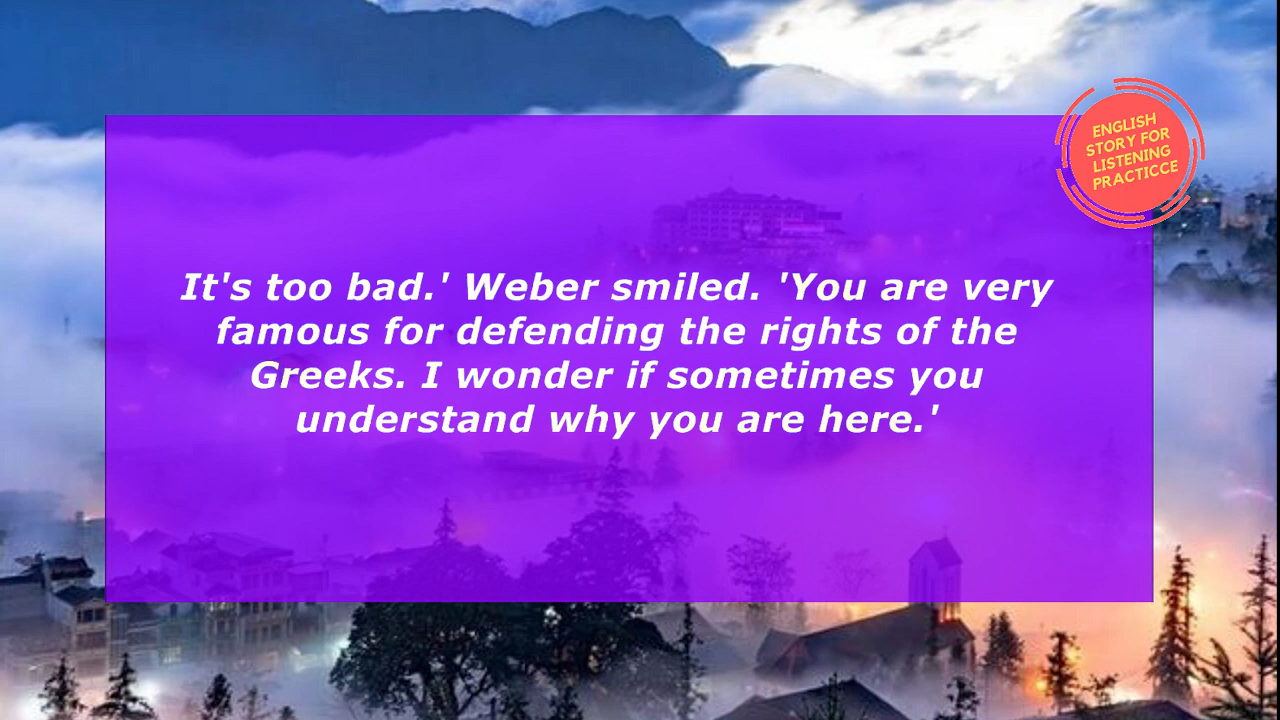 ENGLISH
STORY FOR
LISTENING
PRACTICCE
It's too bad.' Weber smiled. 'You are very
famous for defending the rights of the
Greeks. I wonder if sometimes you
understand why you are here.'